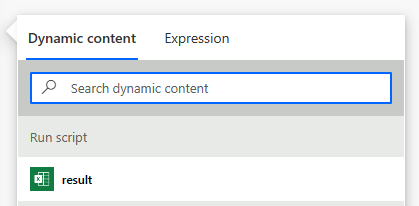 Dynamic content Expression
Search dynamic content
Run script
result